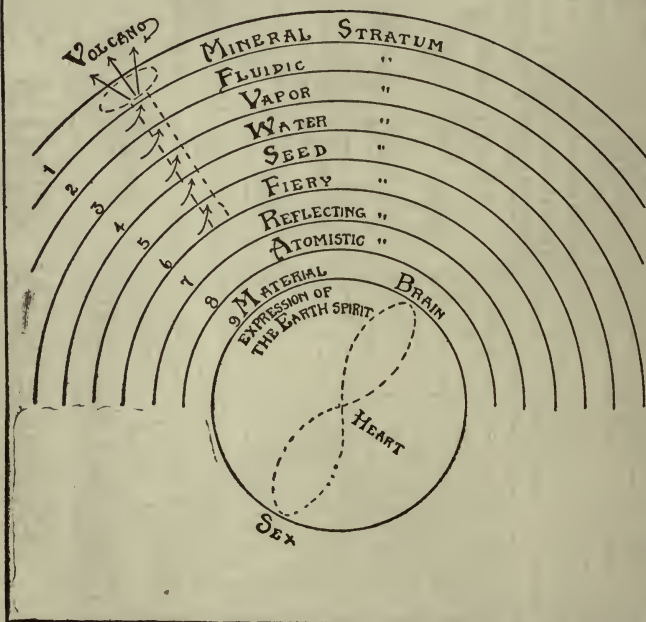 VOLCANO
MINERAL STRATUM
FLUIDIC "
VAPOR "
WATER "
SEED "
FIERY "
REFLECTING "
ATOMISTIC "
1
2
3
4
5
6
7
8
9 MATERIAL
EXPRESSION OF
THE EARTH SPIRIT,
BRAIN
HEART
SEX